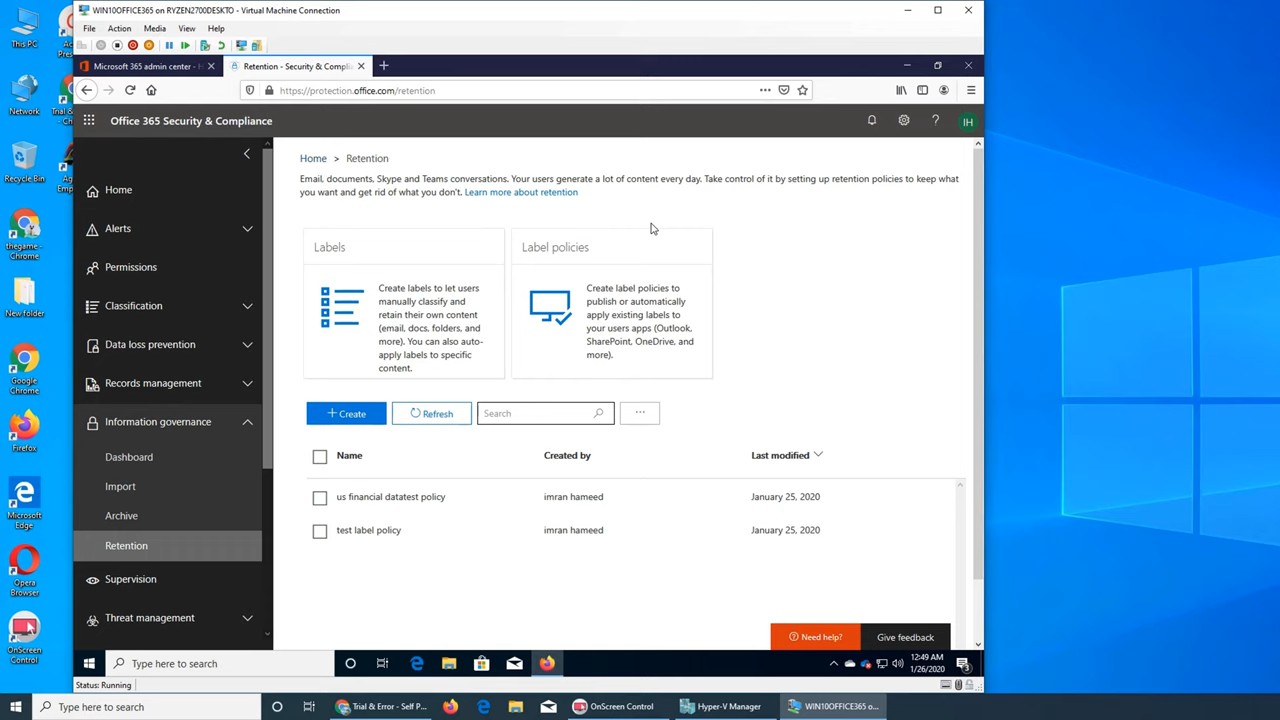 WIN10OFFICE365 on RYZEN2700DESKTO - Virtual Machine Connection
File Action Media View Help
Microsoft 365 admin center - H
Retention - Security & Complia
https://protection.office.com/retention
Office 365 Security & Compliance
IH
Home
Alerts
Permissions
Classification
Data loss prevention
Records management
Information governance
Dashboard
Import
Archive
Retention
Supervision
Threat management
Home > Retention
Email, documents, Skype and Teams conversations. Your users generate a lot of content every day. Take control of it by setting up retention policies to keep what
you want and get rid of what you don't. Learn more about retention
Labels
Create labels to let users
manually classify and
retain their own content
(email, docs, folders, and
more). You can also auto-
apply labels to specific
content.
Label policies
Create label policies to
publish or automatically
apply existing labels to
your users apps (Outlook,
SharePoint, OneDrive, and
more).
+ Create
Refresh
Search
...
Name Created by Last modified
us financial datatest policy imran hameed January 25, 2020
test label policy imran hameed January 25, 2020
Need help?
Give feedback
Type here to search
12:49 AM
1/26/2020
3
Status: Running
This PC
Network
Recycle Bin
thegame -
Chrome
New folder
Google
Chrome
Firefox
Microsoft
Edge
Opera
Browser
OnScreen
Control
Type here to search
Trial & Error - Self P...
OnScreen Control
Hyper-V Manager
WIN10OFFICE365 o...